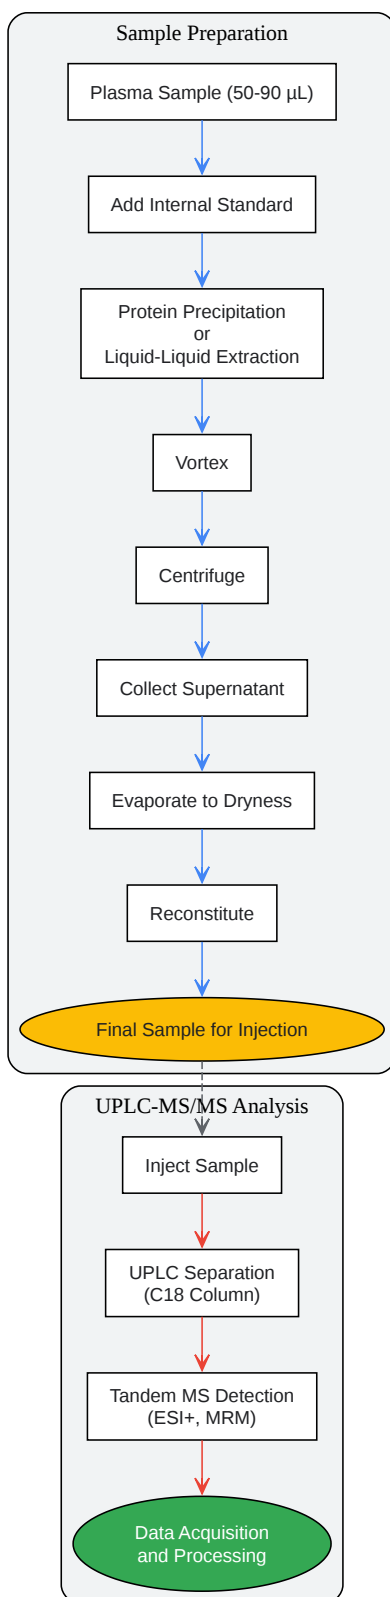 Sample Preparation
Plasma Sample (50-90 µL)
Add Internal Standard
Protein Precipitation
or
Liquid-Liquid Extraction
Vortex
Centrifuge
Collect Supernatant
Evaporate to Dryness
Reconstitute
Final Sample for Injection
UPLC-MS/MS Analysis
Inject Sample
UPLC Separation
(C18 Column)
Tandem MS Detection
(ESI+, MRM)
Data Acquisition
and Processing